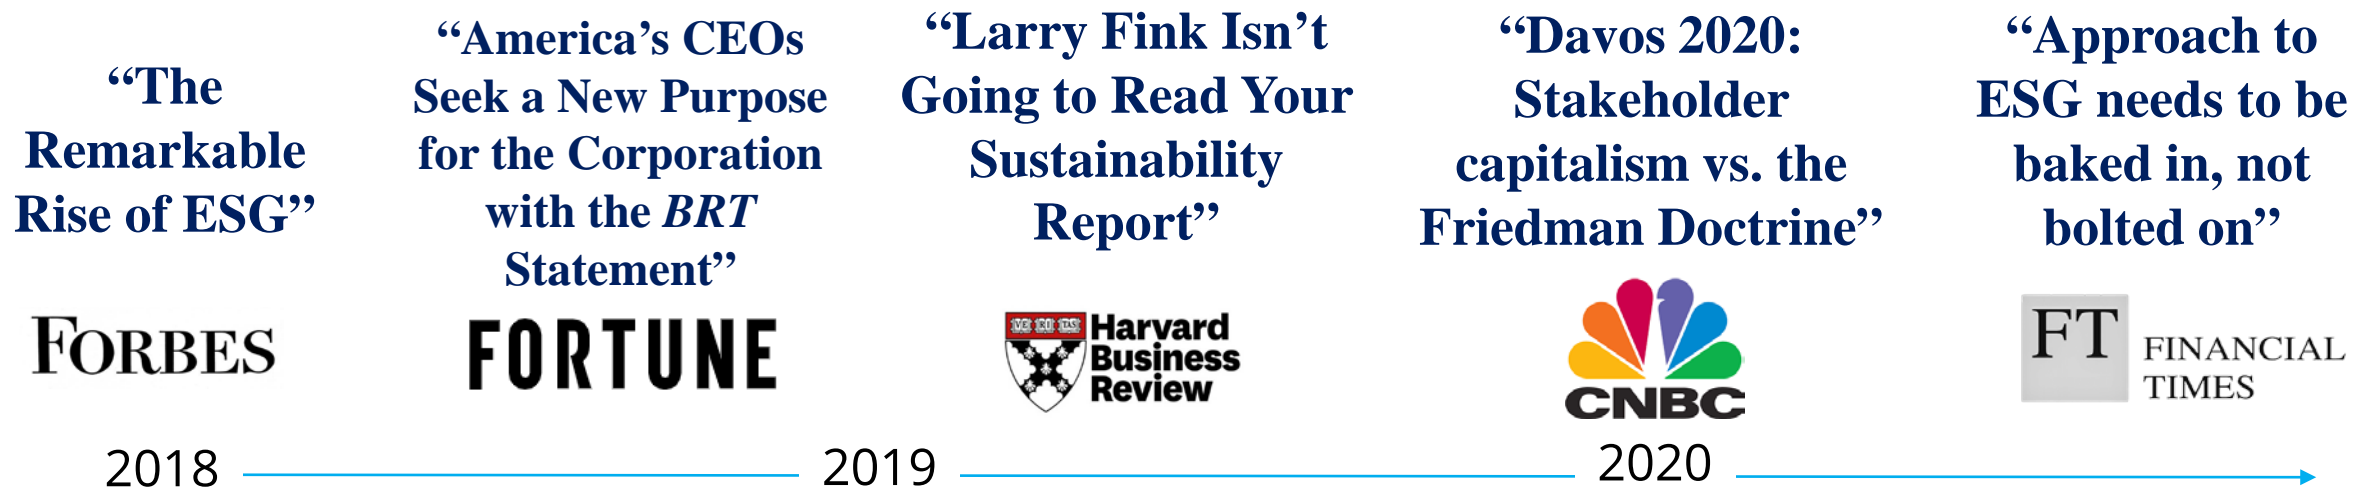 “The
Remarkable
Rise of ESG”
FORBES
“America’s CEOs
Seek a New Purpose
for the Corporation
with the BRT
Statement”
FORTUNE
“Larry Fink Isn’t
Going to Read Your
Sustainability
Report”
VE RI TAS
Harvard
Business
Review
“Davos 2020:
Stakeholder
capitalism vs. the
Friedman Doctrine”
CNBC
“Approach to
ESG needs to be
baked in, not
bolted on”
FT
FINANCIAL
TIMES
2018
2019
2020